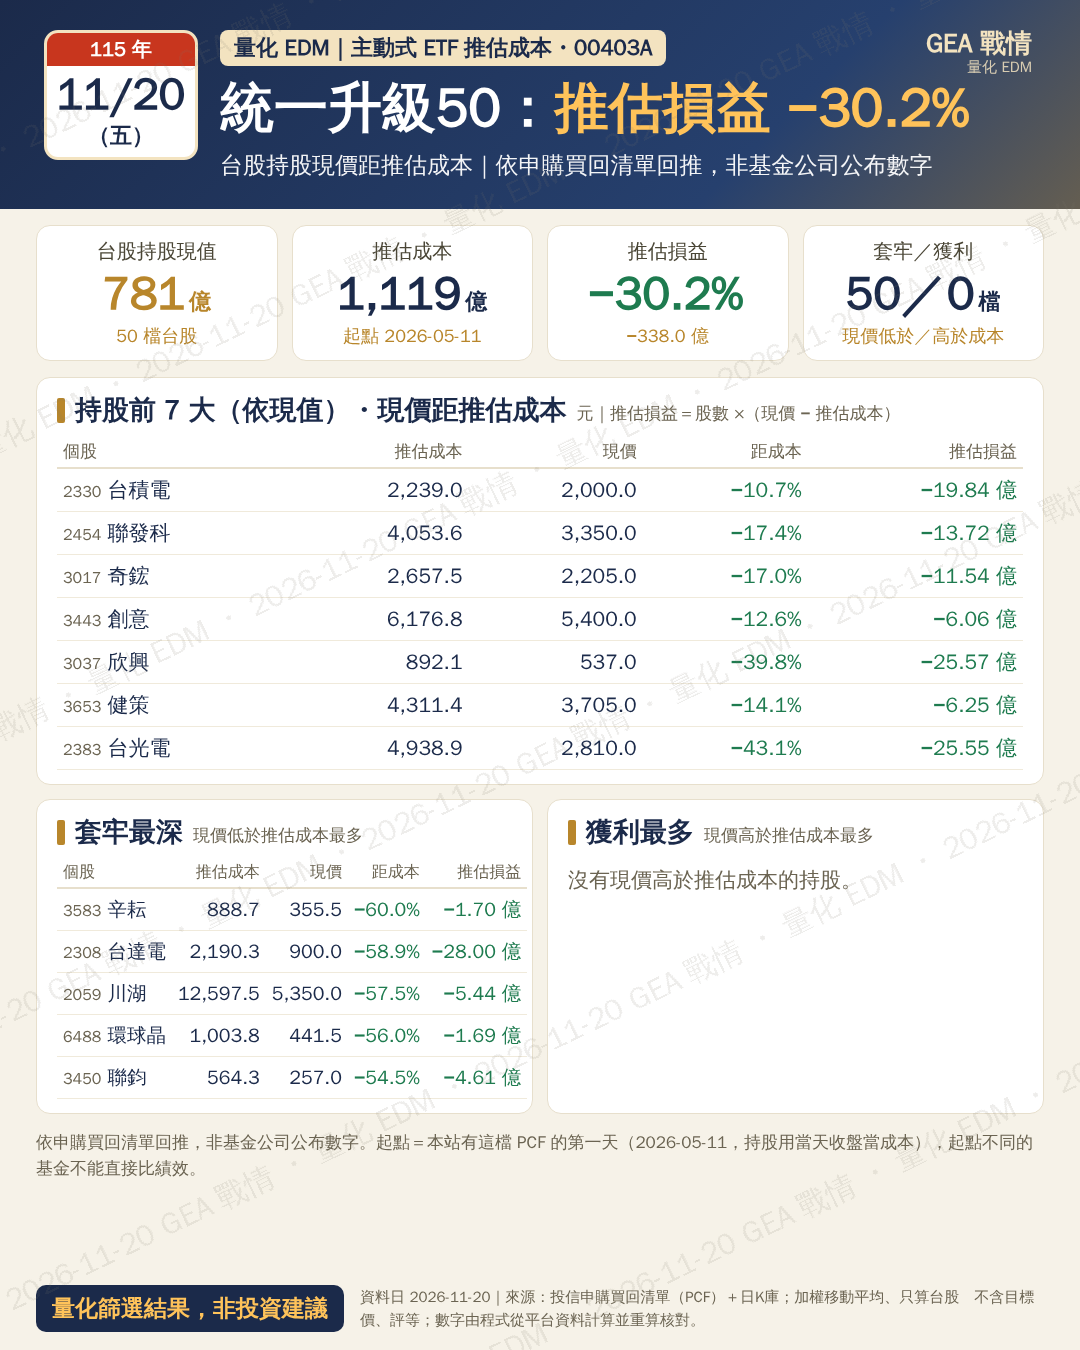 115 年
11/20
（五）
量化 EDM｜主動式 ETF 推估成本・00403A
統一升級50：推估損益 −30.2%
台股持股現價距推估成本｜依申購買回清單回推，非基金公司公布數字
GEA 戰情
量化 EDM
台股持股現值
781 億
50 檔台股
推估成本
1,119 億
起點 2026-05-11
推估損益
−30.2%
−338.0 億
套牢／獲利
50／0 檔
現價低於／高於成本
持股前 7 大（依現值）・現價距推估成本 元｜推估損益＝股數 ×（現價 − 推估成本）
個股 推估成本 現價 距成本 推估損益
2330 台積電 2,239.0 2,000.0 −10.7% −19.84 億
2454 聯發科 4,053.6 3,350.0 −17.4% −13.72 億
3017 奇鋐 2,657.5 2,205.0 −17.0% −11.54 億
3443 創意 6,176.8 5,400.0 −12.6% −6.06 億
3037 欣興 892.1 537.0 −39.8% −25.57 億
3653 健策 4,311.4 3,705.0 −14.1% −6.25 億
2383 台光電 4,938.9 2,810.0 −43.1% −25.55 億
套牢最深 現價低於推估成本最多
個股 推估成本 現價 距成本 推估損益
3583 辛耘 888.7 355.5 −60.0% −1.70 億
2308 台達電 2,190.3 900.0 −58.9% −28.00 億
2059 川湖 12,597.5 5,350.0 −57.5% −5.44 億
6488 環球晶 1,003.8 441.5 −56.0% −1.69 億
3450 聯鈞 564.3 257.0 −54.5% −4.61 億
獲利最多 現價高於推估成本最多
沒有現價高於推估成本的持股。
依申購買回清單回推，非基金公司公布數字。起點＝本站有這檔 PCF 的第一天（2026-05-11，持股用當天收盤當成本），起點不同的
基金不能直接比績效。
量化篩選結果，非投資建議
資料日 2026-11-20｜來源：投信申購買回清單（PCF）＋日K庫；加權移動平均、只算台股　不含目標
價、評等；數字由程式從平台資料計算並重算核對。
2026-11-20 GEA 戰情 ・ 量化 EDM